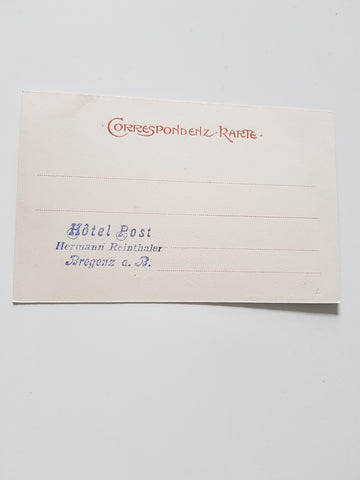 CORRESPONDENZ-KARTE.
Hôtel Post
Hermann Reinthaler
Bregenz a. B.